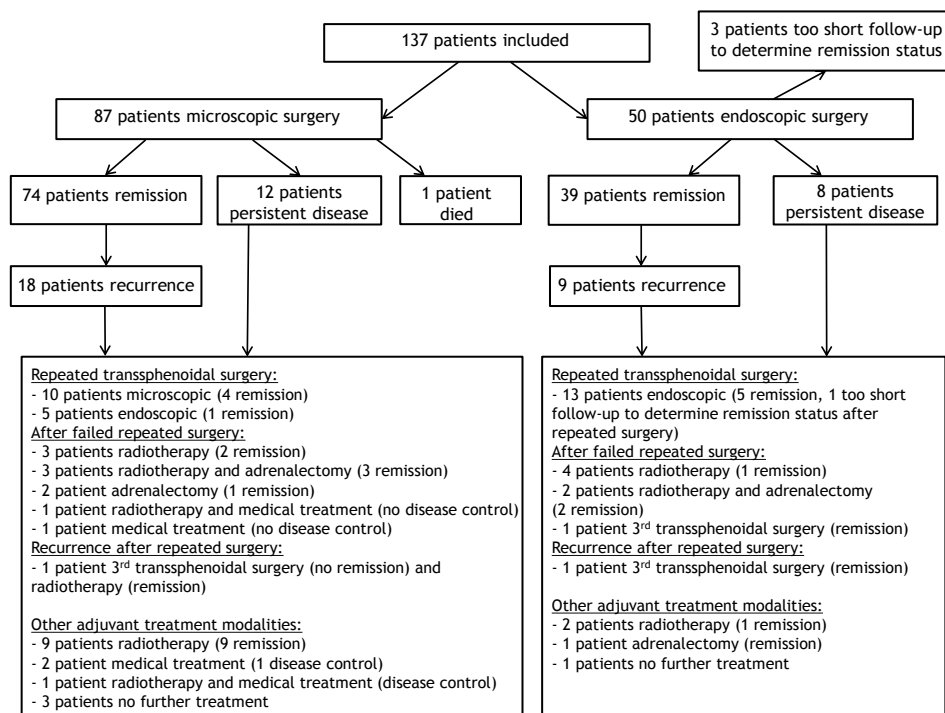 137 patients included
3 patients too short follow-up
to determine remission status
87 patients microscopic surgery
50 patients endoscopic surgery
74 patients remission
12 patients
persistent disease
1 patient
died
39 patients remission
8 patients
persistent disease
18 patients recurrence
9 patients recurrence
Repeated transsphenoidal surgery:
- 10 patients microscopic (4 remission)
- 5 patients endoscopic (1 remission)
After failed repeated surgery:
- 3 patients radiotherapy (2 remission)
- 3 patients radiotherapy and adrenalectomy (3 remission)
- 2 patient adrenalectomy (1 remission)
- 1 patient radiotherapy and medical treatment (no disease control)
- 1 patient medical treatment (no disease control)
Recurrence after repeated surgery:
- 1 patient 3rd transsphenoidal surgery (no remission) and
radiotherapy (remission)
Other adjuvant treatment modalities:
- 9 patients radiotherapy (9 remission)
- 2 patient medical treatment (1 disease control)
- 1 patient radiotherapy and medical treatment (disease control)
- 3 patients no further treatment
Repeated transsphenoidal surgery:
- 13 patients endoscopic (5 remission, 1 too short
follow-up to determine remission status after
repeated surgery)
After failed repeated surgery:
- 4 patients radiotherapy (1 remission)
- 2 patients radiotherapy and adrenalectomy
(2 remission)
- 1 patient 3rd transsphenoidal surgery (remission)
Recurrence after repeated surgery:
- 1 patient 3rd transsphenoidal surgery (remission)
Other adjuvant treatment modalities:
- 2 patients radiotherapy (1 remission)
- 1 patient adrenalectomy (remission)
- 1 patients no further treatment